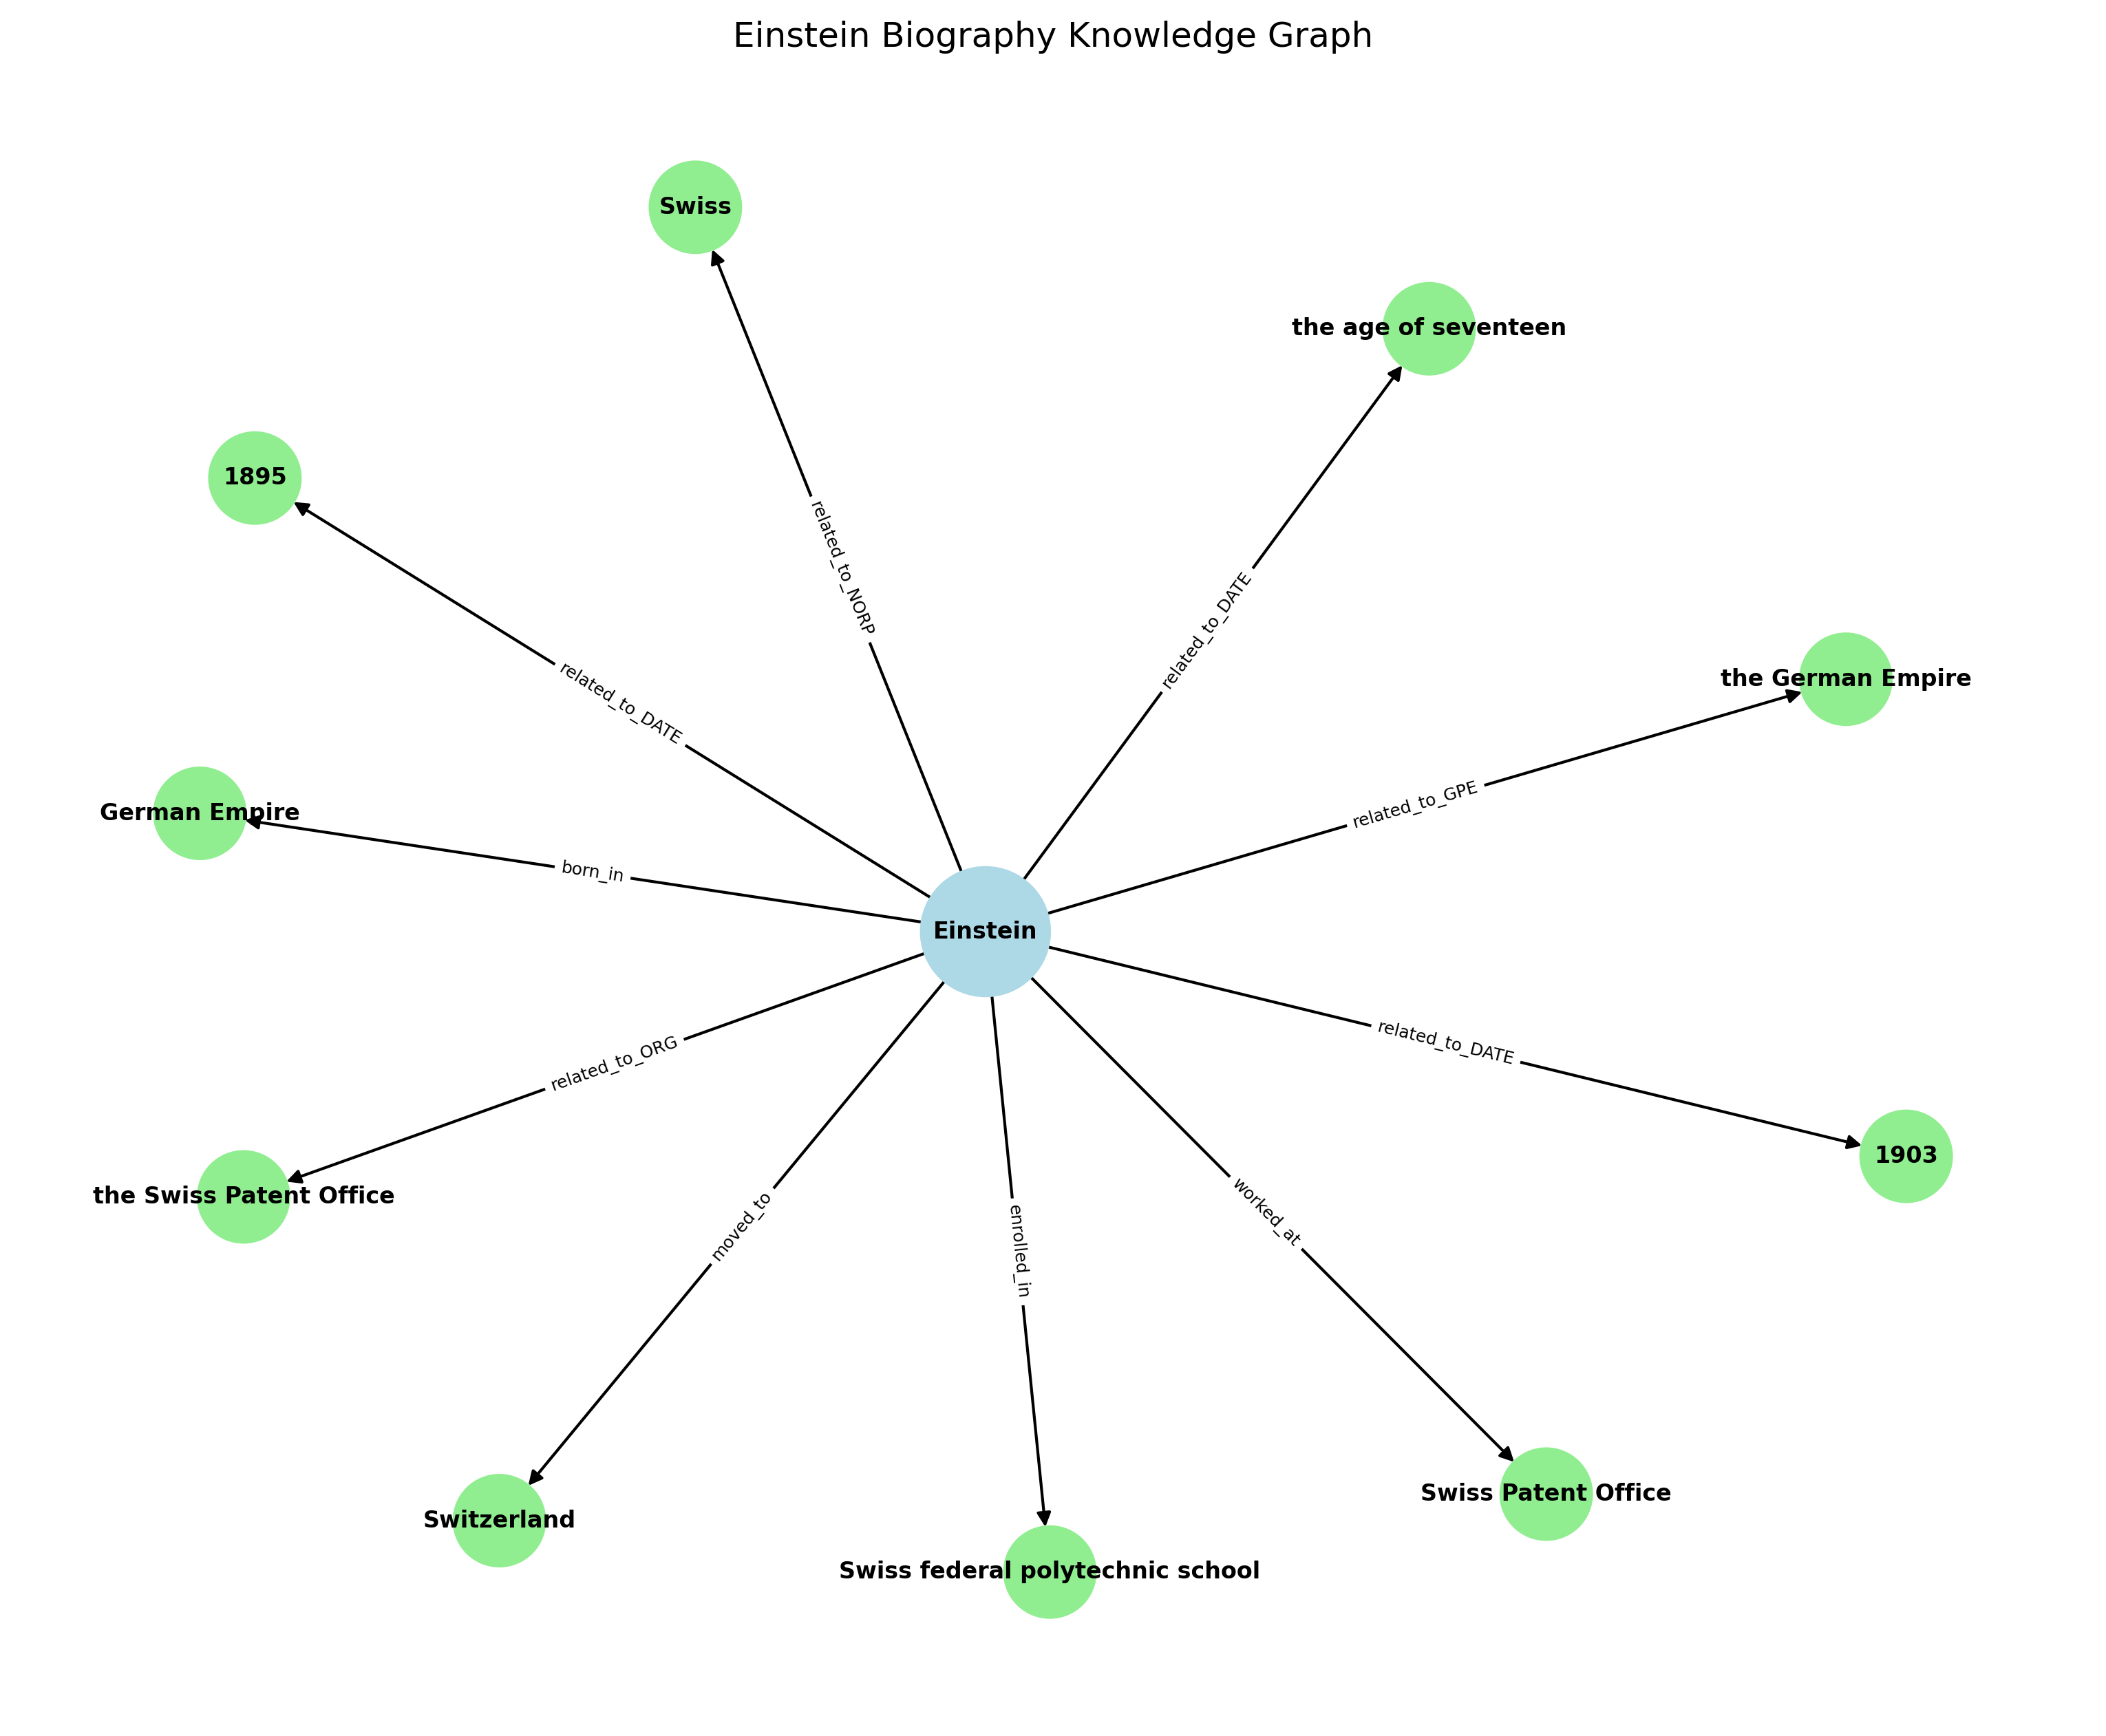 Einstein Biography Knowledge Graph
Swiss
the age of seventeen
1895
related_to_NORP
related_to_DATE
the German Empire
related_to_DATE
related_to_GPE
German Empire
born_in
Einstein
related_to_ORG
related_to_DATE
1903
the Swiss Patent Office
moved_to
enrolled_in
worked_at
Swiss Patent Office
Switzerland
Swiss federal polytechnic school